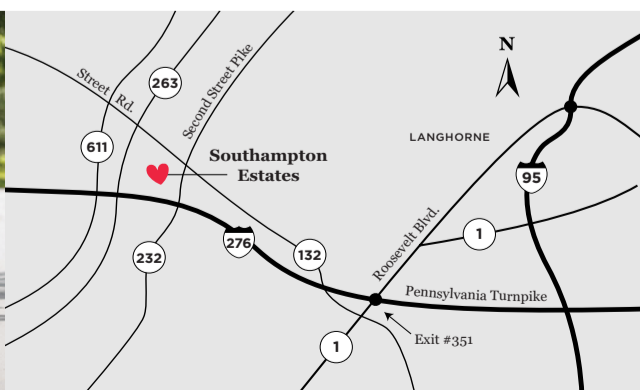 N
263
Second Street Pike
Street Rd.
LANGHORNE
611
Southampton
Estates
95
Roosevelt Blvd.
1
276
132
232
Pennsylvania Turnpike
Exit #351
1